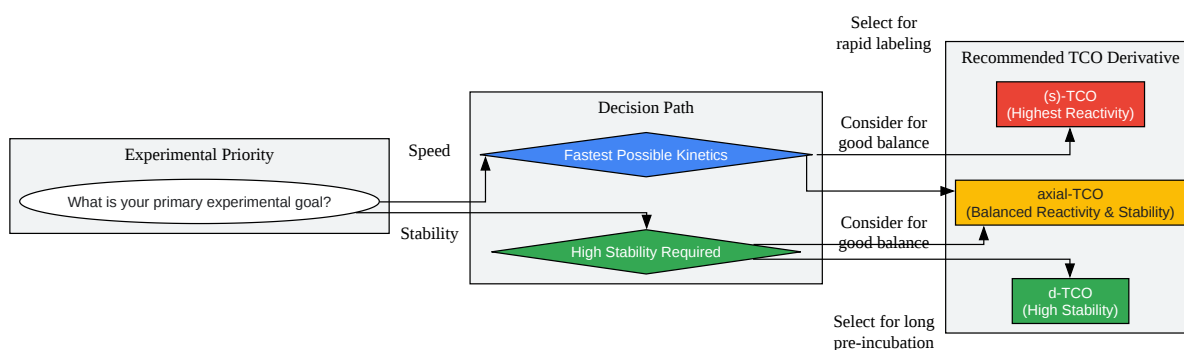 Experimental Priority
What is your primary experimental goal?
Speed
Stability
Decision Path
Fastest Possible Kinetics
High Stability Required
Select for
rapid labeling
Consider for
good balance
Consider for
good balance
Select for long
pre-incubation
Recommended TCO Derivative
(s)-TCO
(Highest Reactivity)
axial-TCO
(Balanced Reactivity & Stability)
d-TCO
(High Stability)